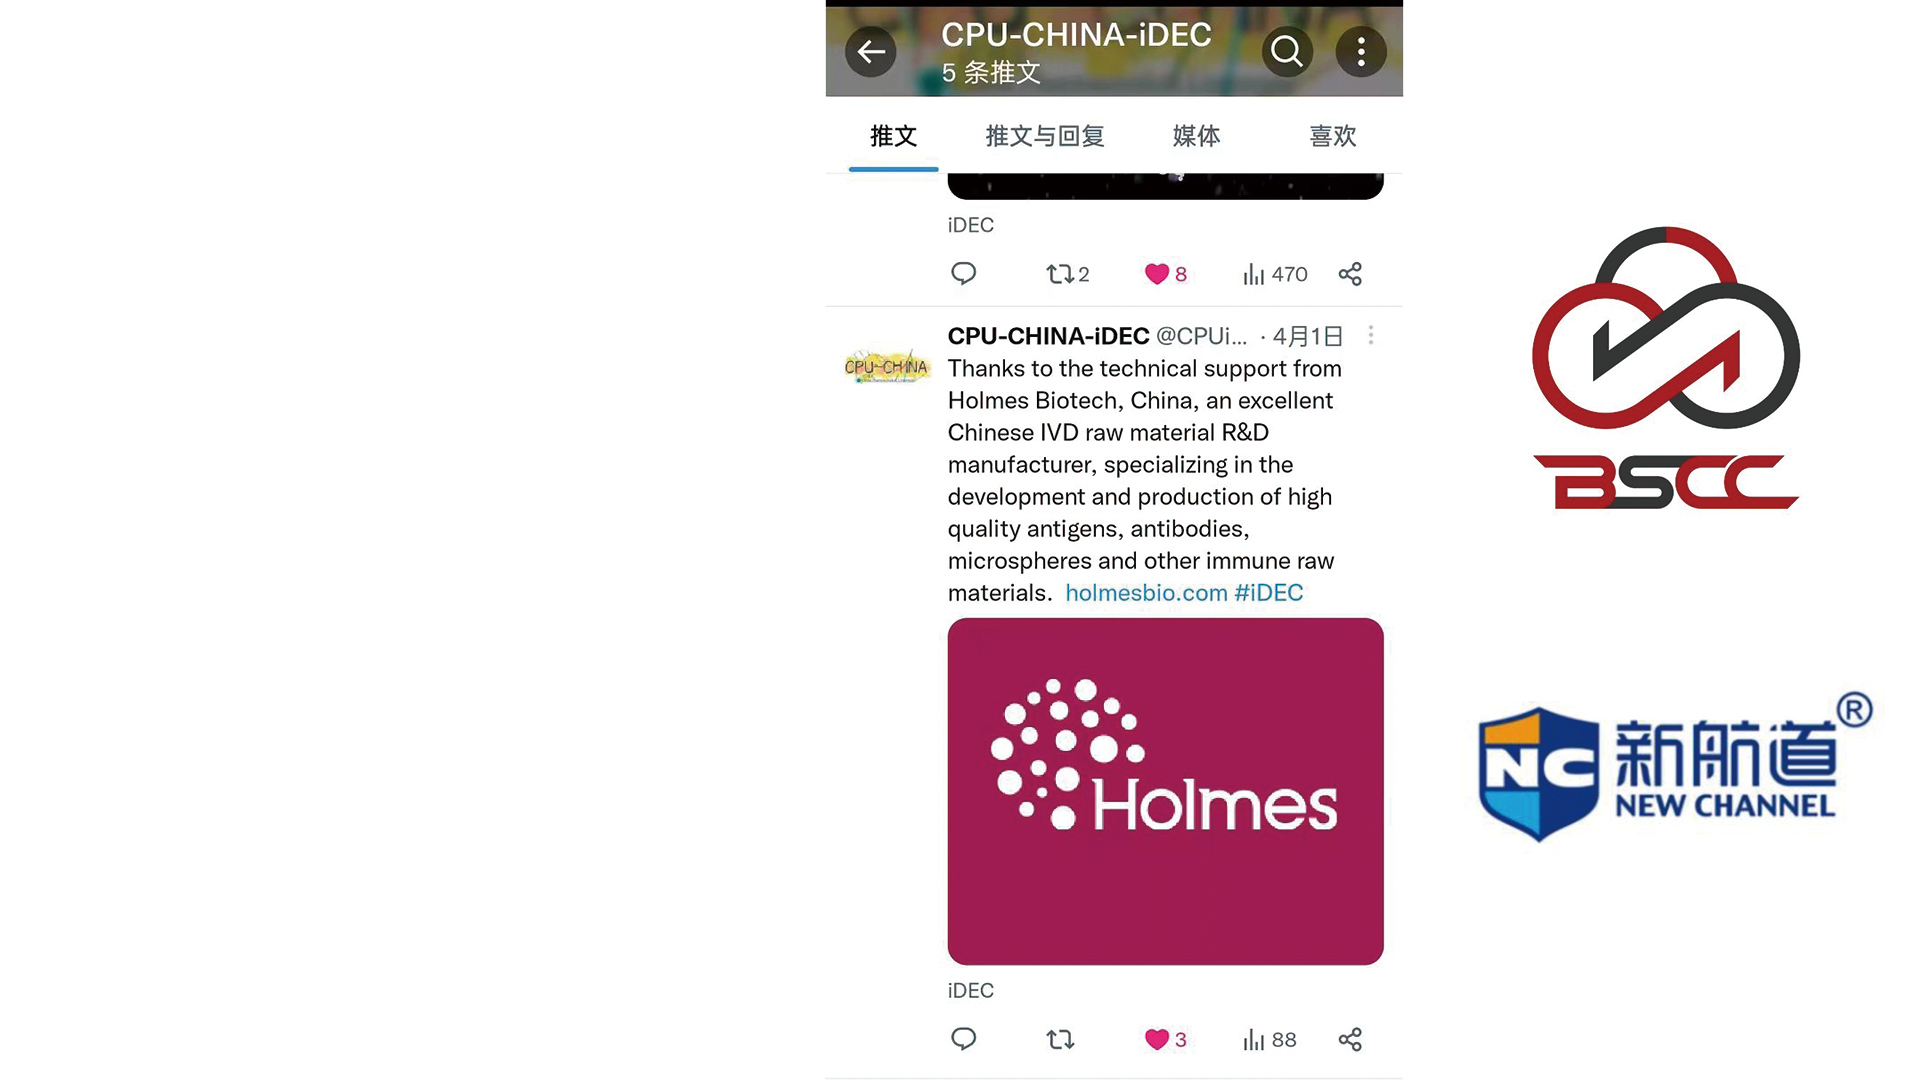 CPU-CHINA-iDEC
5 条推文
推文 推文与回复 媒体 喜欢
iDEC
2 8 470
CPU-CHINA-iDEC @CPUi... · 4月1日
CPU-CHINA
Thanks to the technical support from
Holmes Biotech, China, an excellent
Chinese IVD raw material R&D
manufacturer, specializing in the
development and production of high
quality antigens, antibodies,
microspheres and other immune raw
materials. holmesbio.com #iDEC
Holmes
iDEC
3 88
BSCC
NC 新航道®
NEW CHANNEL